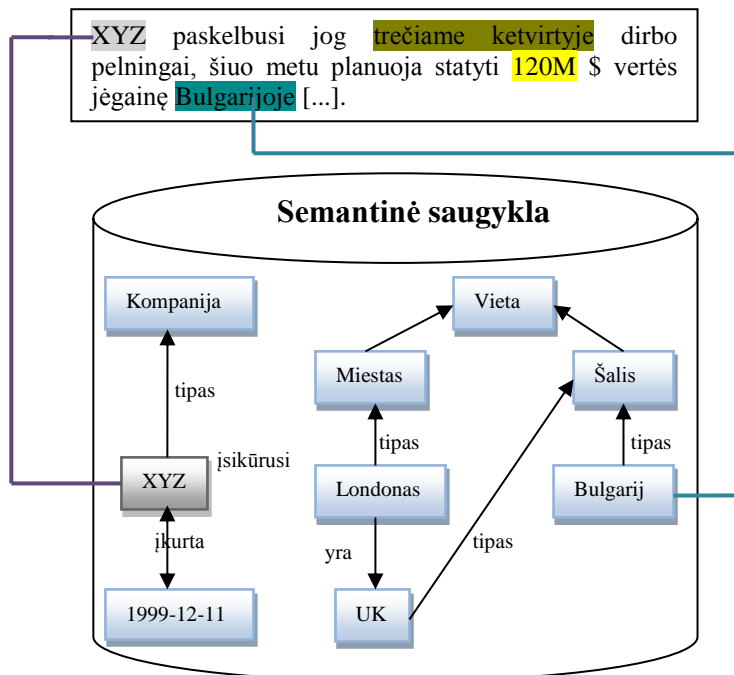 XYZ paskelbusi jog trečiame ketvirtyje dirbo
pelningai, šiuo metu planuoja statyti 120M $ vertės
jėgainę Bulgarijoje [...].
Semantinė saugykla
Kompanija
Vieta
Miestas
Šalis
tipas
tipas
tipas
įsikūrusi
XYZ
Londonas
Bulgarij
įkurta
yra
tipas
1999-12-11
UK